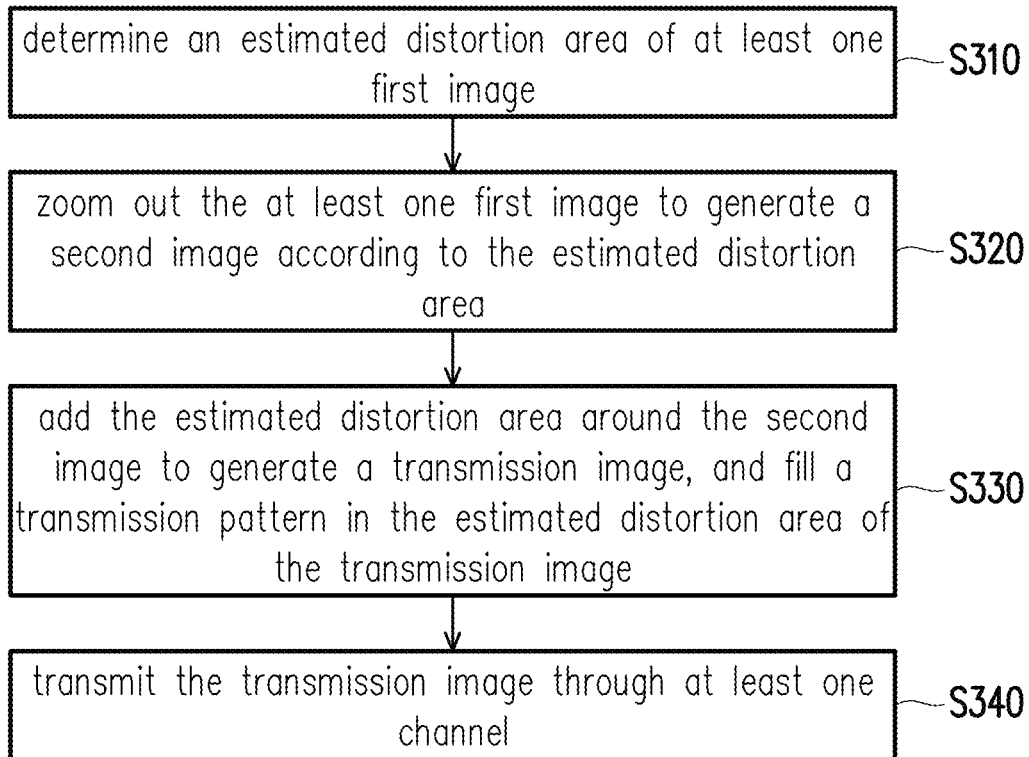 determine an estimated distortion area of at least one
first image
S310
zoom out the at least one first image to generate a
second image according to the estimated distortion
area
S320
add the estimated distortion area around the second
image to generate a transmission image, and fill a
transmission pattern in the estimated distortion area of
the transmission image
S330
transmit the transmission image through at least one
channel
S340